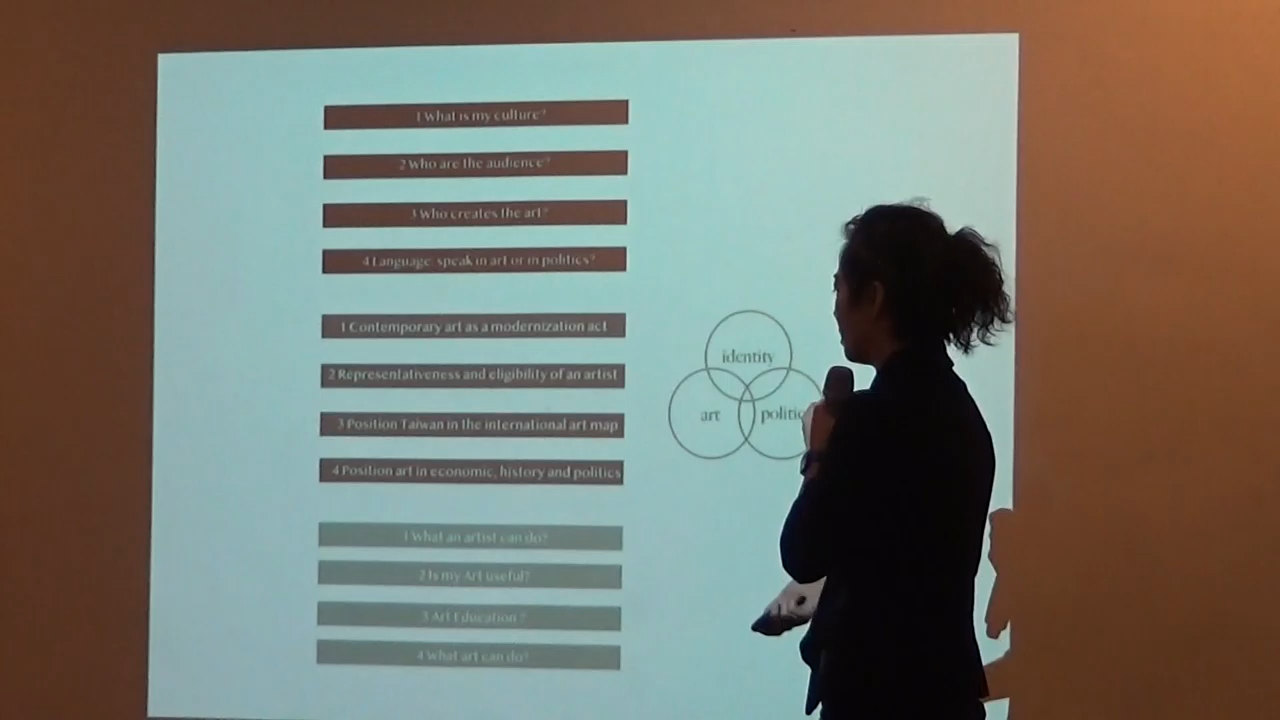 1 What is my culture?
2 Who are the audience?
3 Who creates the art?
4 Language: speak in art or in politics?
1 Contemporary art as a modernization act
2 Representativeness and eligibility of an artist
3 Position Taiwan in the international art map
4 Position art in economic, history and politics
1 What an artist can do?
2 Is my Art useful?
3 Art Education ?
4 What art can do?
identity
art
politic